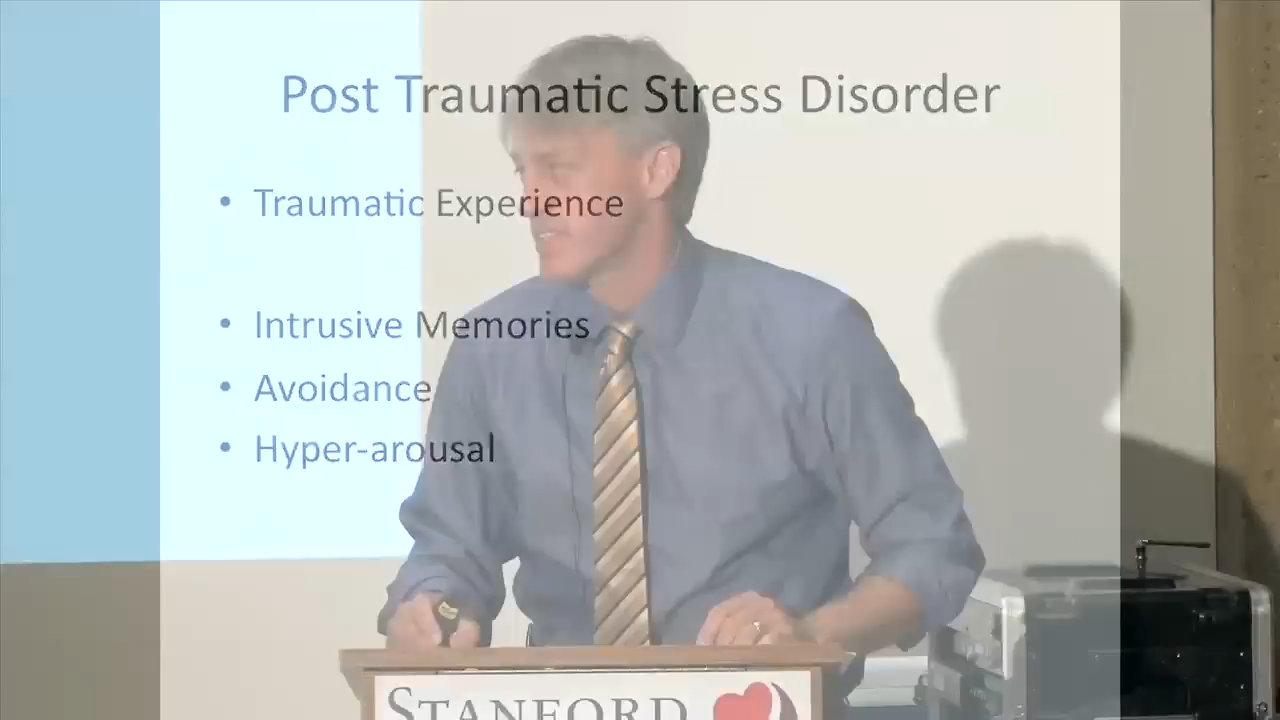 Post Traumatic Stress Disorder
• Traumatic Experience
• Intrusive Memories
• Avoidance
• Hyper-arousal
STANFORD